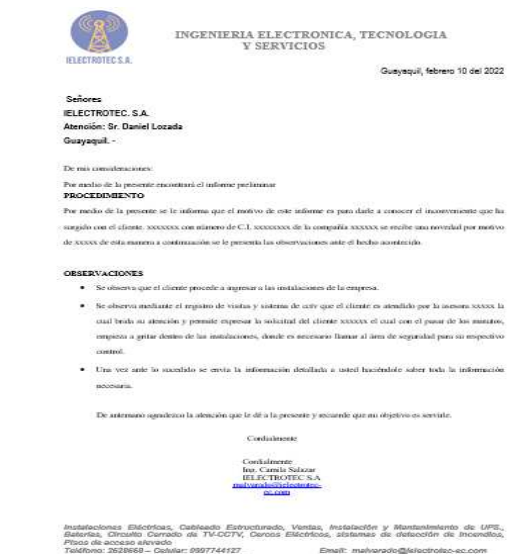 IELECTROTEC S.A.
INGENIERIA ELECTRONICA, TECNOLOGIA
Y SERVICIOS
Guayaquil, febrero 10 del 2022
Señores
IELECTROTEC. S.A.
Atención: Sr. Daniel Lozada
Guayaquil. -
De mis consideraciones:
Por medio de la presente encontrará el informe preliminar
PROCEDIMIENTO
Por medio de la presente se le informa que el motivo de este informe es para darle a conocer el inconveniente que ha
surgido con el cliente. xxxxxxx con número de C.I. xxxxxxxx de la compañía xxxxxx se recibe una novedad por motivo
de xxxxx de esta manera a continuación se le presenta las observaciones ante el hecho acontecido.
OBSERVACIONES
• Se observa que el cliente procede a ingresar a las instalaciones de la empresa.
• Se observa mediante el registro de visitas y sistema de cctv que el cliente es atendido por la asesora xxxxx la
cual brinda su atención y permite expresar la solicitud del cliente xxxxxx el cual con el pasar de los minutos,
empieza a gritar dentro de las instalaciones, donde es necesario llamar al área de seguridad para su respectivo
control.
• Una vez ante lo sucedido se envía la información detallada a usted haciéndole saber toda la información
necesaria.
De antemano agradezco la atención que le dé a la presente y recuerde que mi objetivo es servirle.
Cordialmente
Cordialmente
Ing. Camila Salazar
IELECTROTEC S.A
malvarado@ielectrotec-
ec.com
Instalaciones Eléctricas, Cableado Estructurado, Ventas, Instalación y Mantenimiento de UPS.,
Baterías, Circuito Cerrado de TV-CCTV, Cercos Eléctricos, sistemas de detección de Incendios,
Pisos de acceso elevado
Teléfono: 2628668 – Celular: 0997744127 Email: malvarado@ielectrotec-ec.com